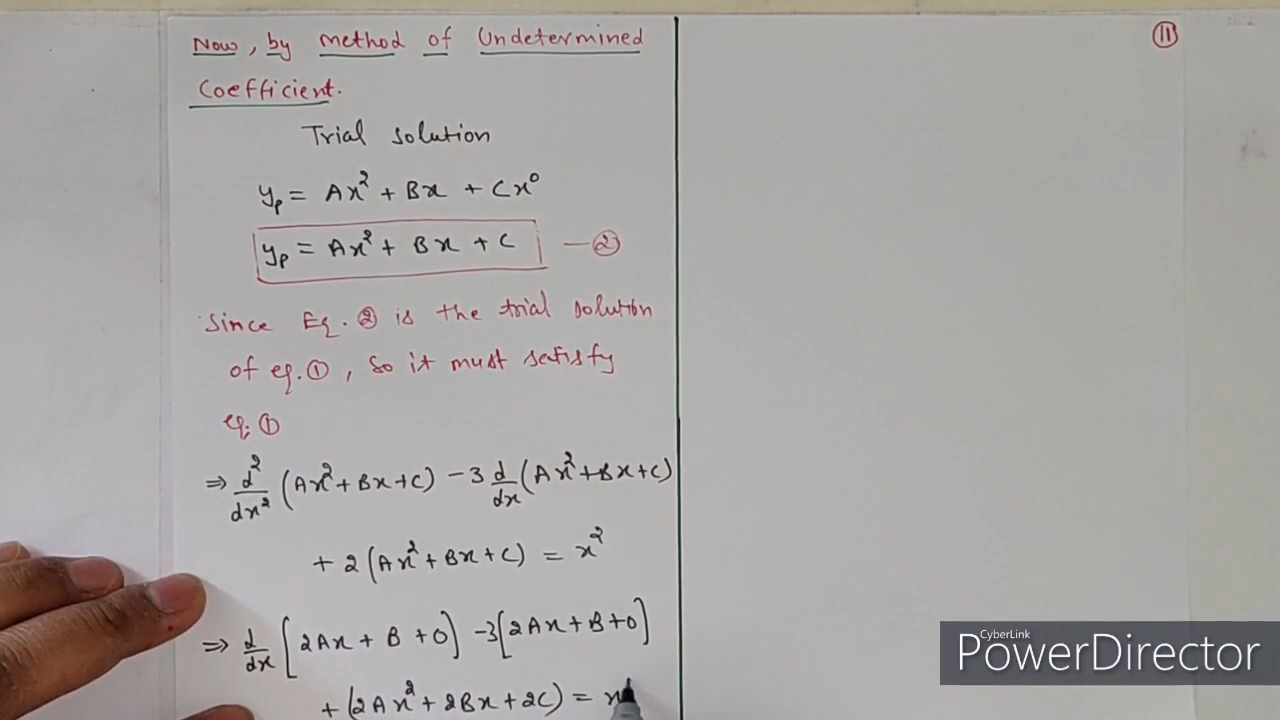 Now, by method of Undetermined
Coefficient.
Trial solution
yₚ = Ax² + Bx + Cx⁰
yₚ = Ax² + Bx + C —②
Since Eq. ② is the trial solution
of eq. ①, so it must satisfy
eq. ①
⇒ d²/dx² (Ax² + Bx + C) - 3 d/dx (Ax² + Bx + C)
+ 2 (Ax² + Bx + C) = x²
⇒ d/dx [2Ax + B + 0] - 3[2Ax + B + 0]
+ (2Ax² + 2Bx + 2C) = x
⑪
CyberLink
PowerDirector